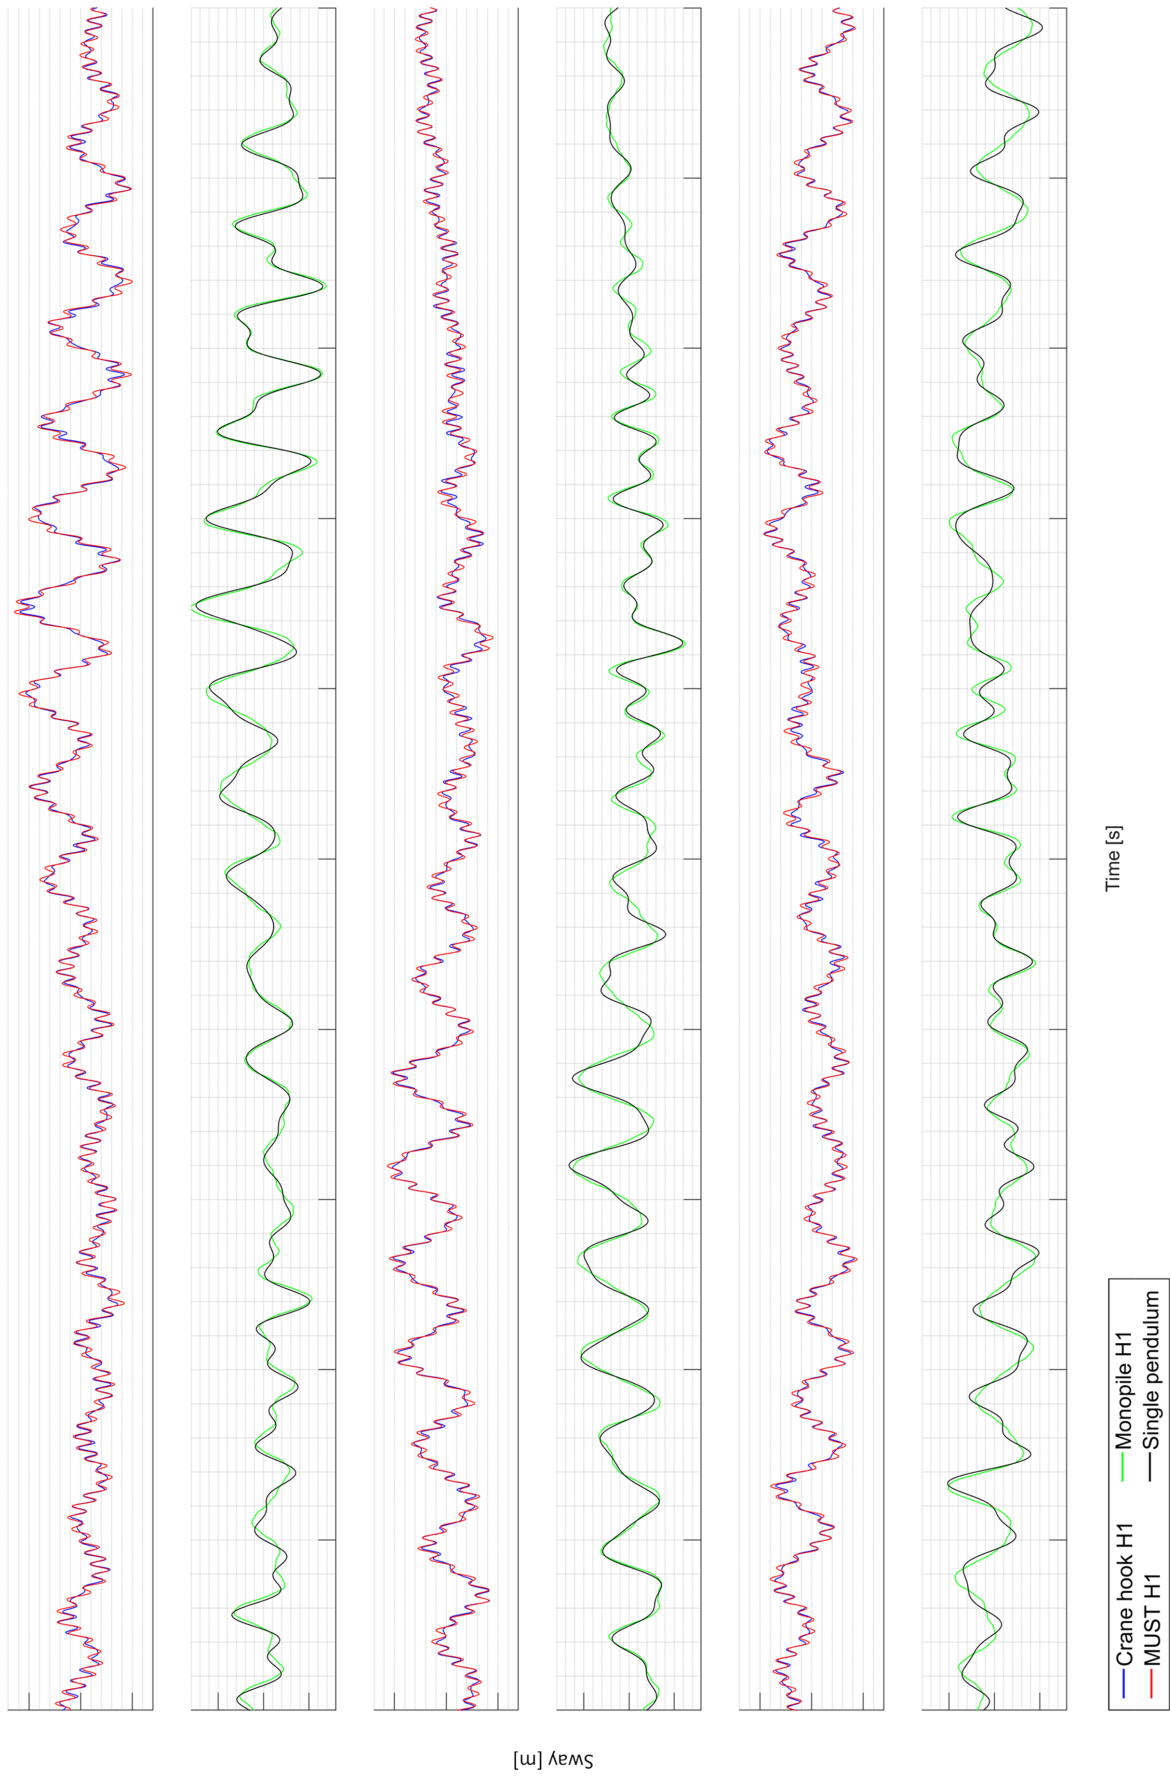 Sway [m]
Time [s]
Crane hook H1
MUST H1
Monopile H1
Single pendulum